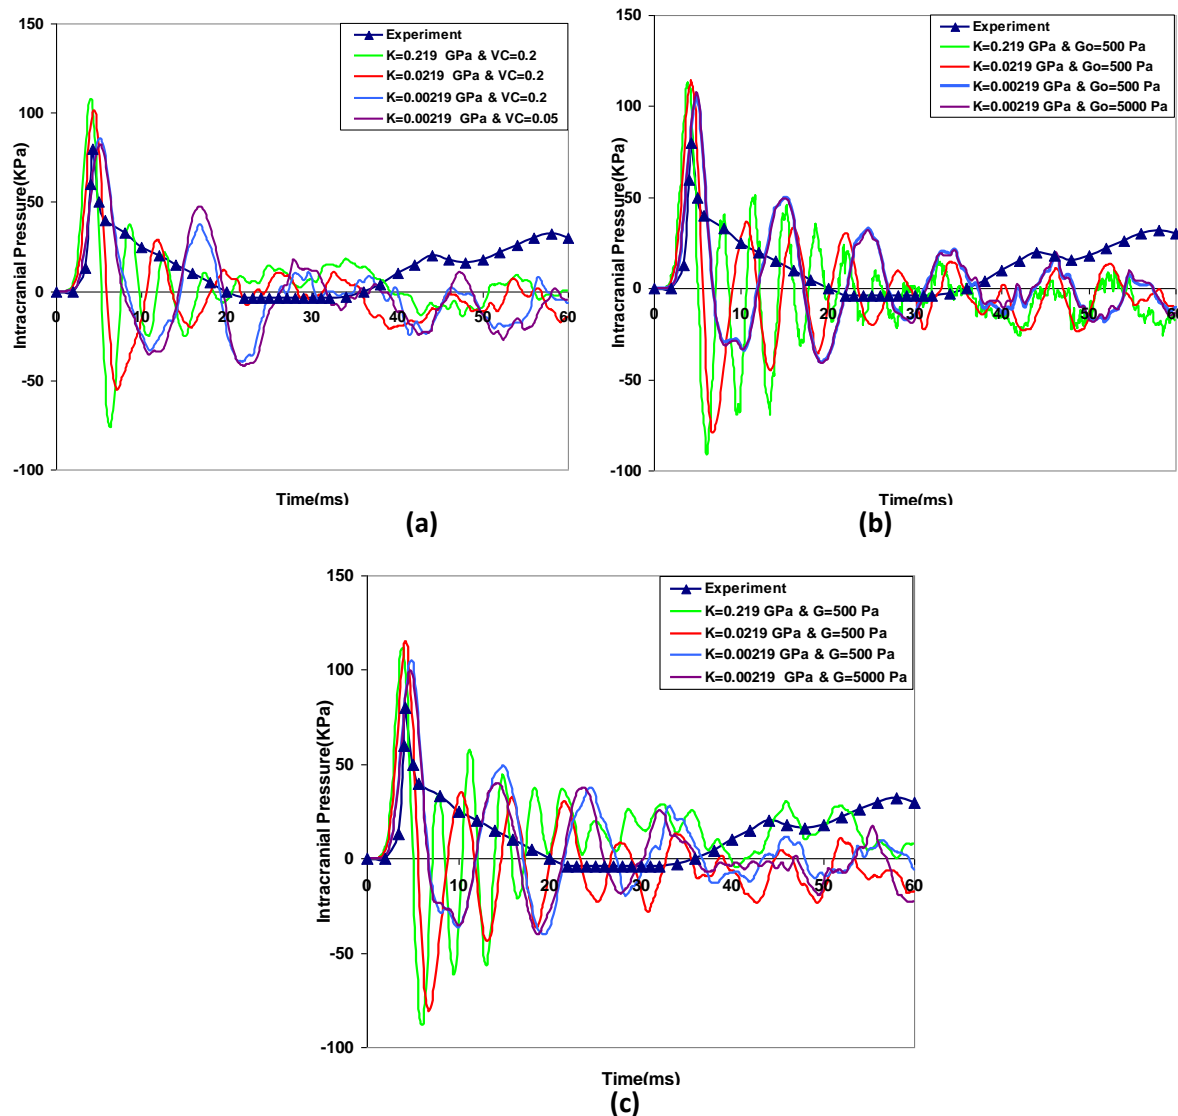 150
100
50
0
-50
-100
0
10
20
30
40
50
60
Intracranial Pressure(KPa)
Time(ms)
Experiment
K=0.219 GPa & VC=0.2
K=0.0219 GPa & VC=0.2
K=0.00219 GPa & VC=0.2
K=0.00219 GPa & VC=0.05
(a)
150
100
50
0
-50
-100
0
10
20
30
40
50
60
Intracranial Pressure(KPa)
Time(ms)
Experiment
K=0.219 GPa & Go=500 Pa
K=0.0219 GPa & Go=500 Pa
K=0.00219 GPa & Go=500 Pa
K=0.00219 GPa & Go=5000 Pa
(b)
150
100
50
0
-50
-100
0
10
20
30
40
50
60
Intracranial Pressure(KPa)
Time(ms)
Experiment
K=0.219 GPa & G=500 Pa
K=0.0219 GPa & G=500 Pa
K=0.00219 GPa & G=500 Pa
K=0.00219 GPa & G=5000 Pa
(c)